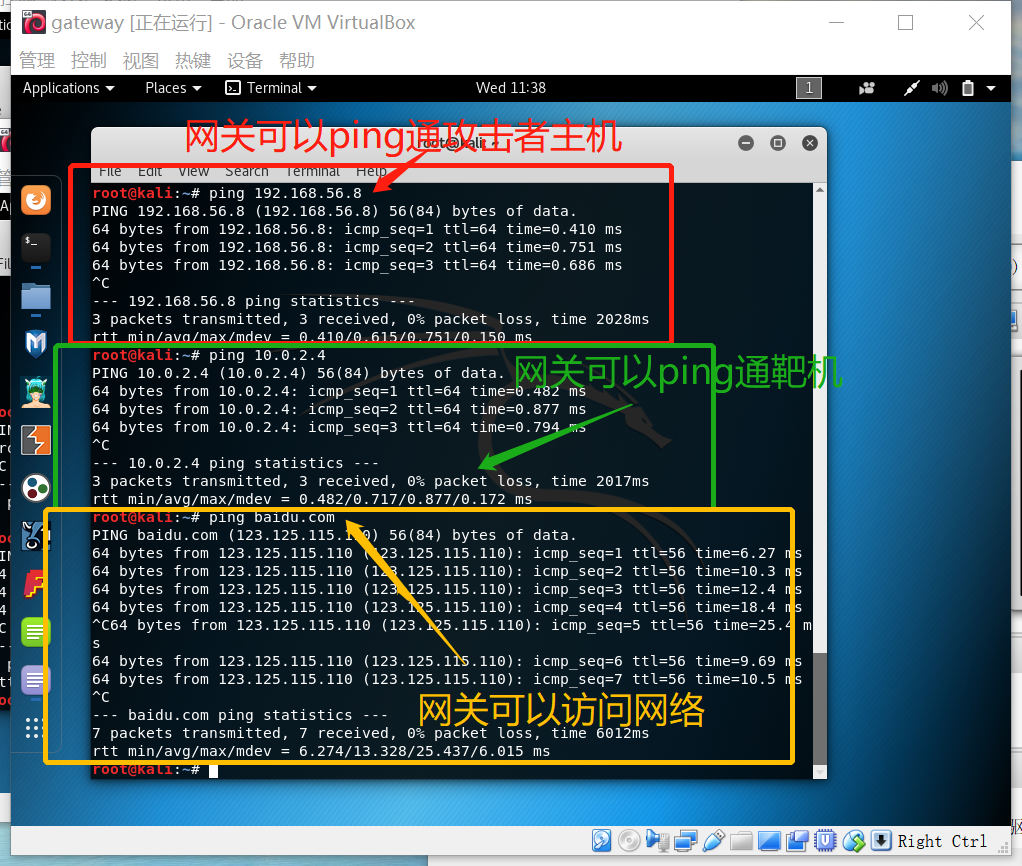 gateway [正在运行] - Oracle VM VirtualBox
管理 控制 视图 热键 设备 帮助
Applications Places Terminal Wed 11:38 1
网关可以ping通攻击者主机
root@kali: ~
File Edit View Search Terminal Help
root@kali:~# ping 192.168.56.8
PING 192.168.56.8 (192.168.56.8) 56(84) bytes of data.
64 bytes from 192.168.56.8: icmp_seq=1 ttl=64 time=0.410 ms
64 bytes from 192.168.56.8: icmp_seq=2 ttl=64 time=0.751 ms
64 bytes from 192.168.56.8: icmp_seq=3 ttl=64 time=0.686 ms
^C
--- 192.168.56.8 ping statistics ---
3 packets transmitted, 3 received, 0% packet loss, time 2028ms
rtt min/avg/max/mdev = 0.410/0.615/0.751/0.150 ms
root@kali:~# ping 10.0.2.4
PING 10.0.2.4 (10.0.2.4) 56(84) bytes of data.
网关可以ping通靶机
64 bytes from 10.0.2.4: icmp_seq=1 ttl=64 time=0.482 ms
64 bytes from 10.0.2.4: icmp_seq=2 ttl=64 time=0.877 ms
64 bytes from 10.0.2.4: icmp_seq=3 ttl=64 time=0.794 ms
^C
--- 10.0.2.4 ping statistics ---
3 packets transmitted, 3 received, 0% packet loss, time 2017ms
rtt min/avg/max/mdev = 0.482/0.717/0.877/0.172 ms
root@kali:~# ping baidu.com
PING baidu.com (123.125.115.110) 56(84) bytes of data.
64 bytes from 123.125.115.110 (123.125.115.110): icmp_seq=1 ttl=56 time=6.27 ms
64 bytes from 123.125.115.110 (123.125.115.110): icmp_seq=2 ttl=56 time=10.3 ms
64 bytes from 123.125.115.110 (123.125.115.110): icmp_seq=3 ttl=56 time=12.4 ms
64 bytes from 123.125.115.110 (123.125.115.110): icmp_seq=4 ttl=56 time=18.4 ms
^C64 bytes from 123.125.115.110 (123.125.115.110): icmp_seq=5 ttl=56 time=25.4 m
s
64 bytes from 123.125.115.110 (123.125.115.110): icmp_seq=6 ttl=56 time=9.69 ms
64 bytes from 123.125.115.110 (123.125.115.110): icmp_seq=7 ttl=56 time=10.5 ms
^C
网关可以访问网络
--- baidu.com ping statistics ---
7 packets transmitted, 7 received, 0% packet loss, time 6012ms
rtt min/avg/max/mdev = 6.274/13.328/25.437/6.015 ms
root@kali:~#
Right Ctrl